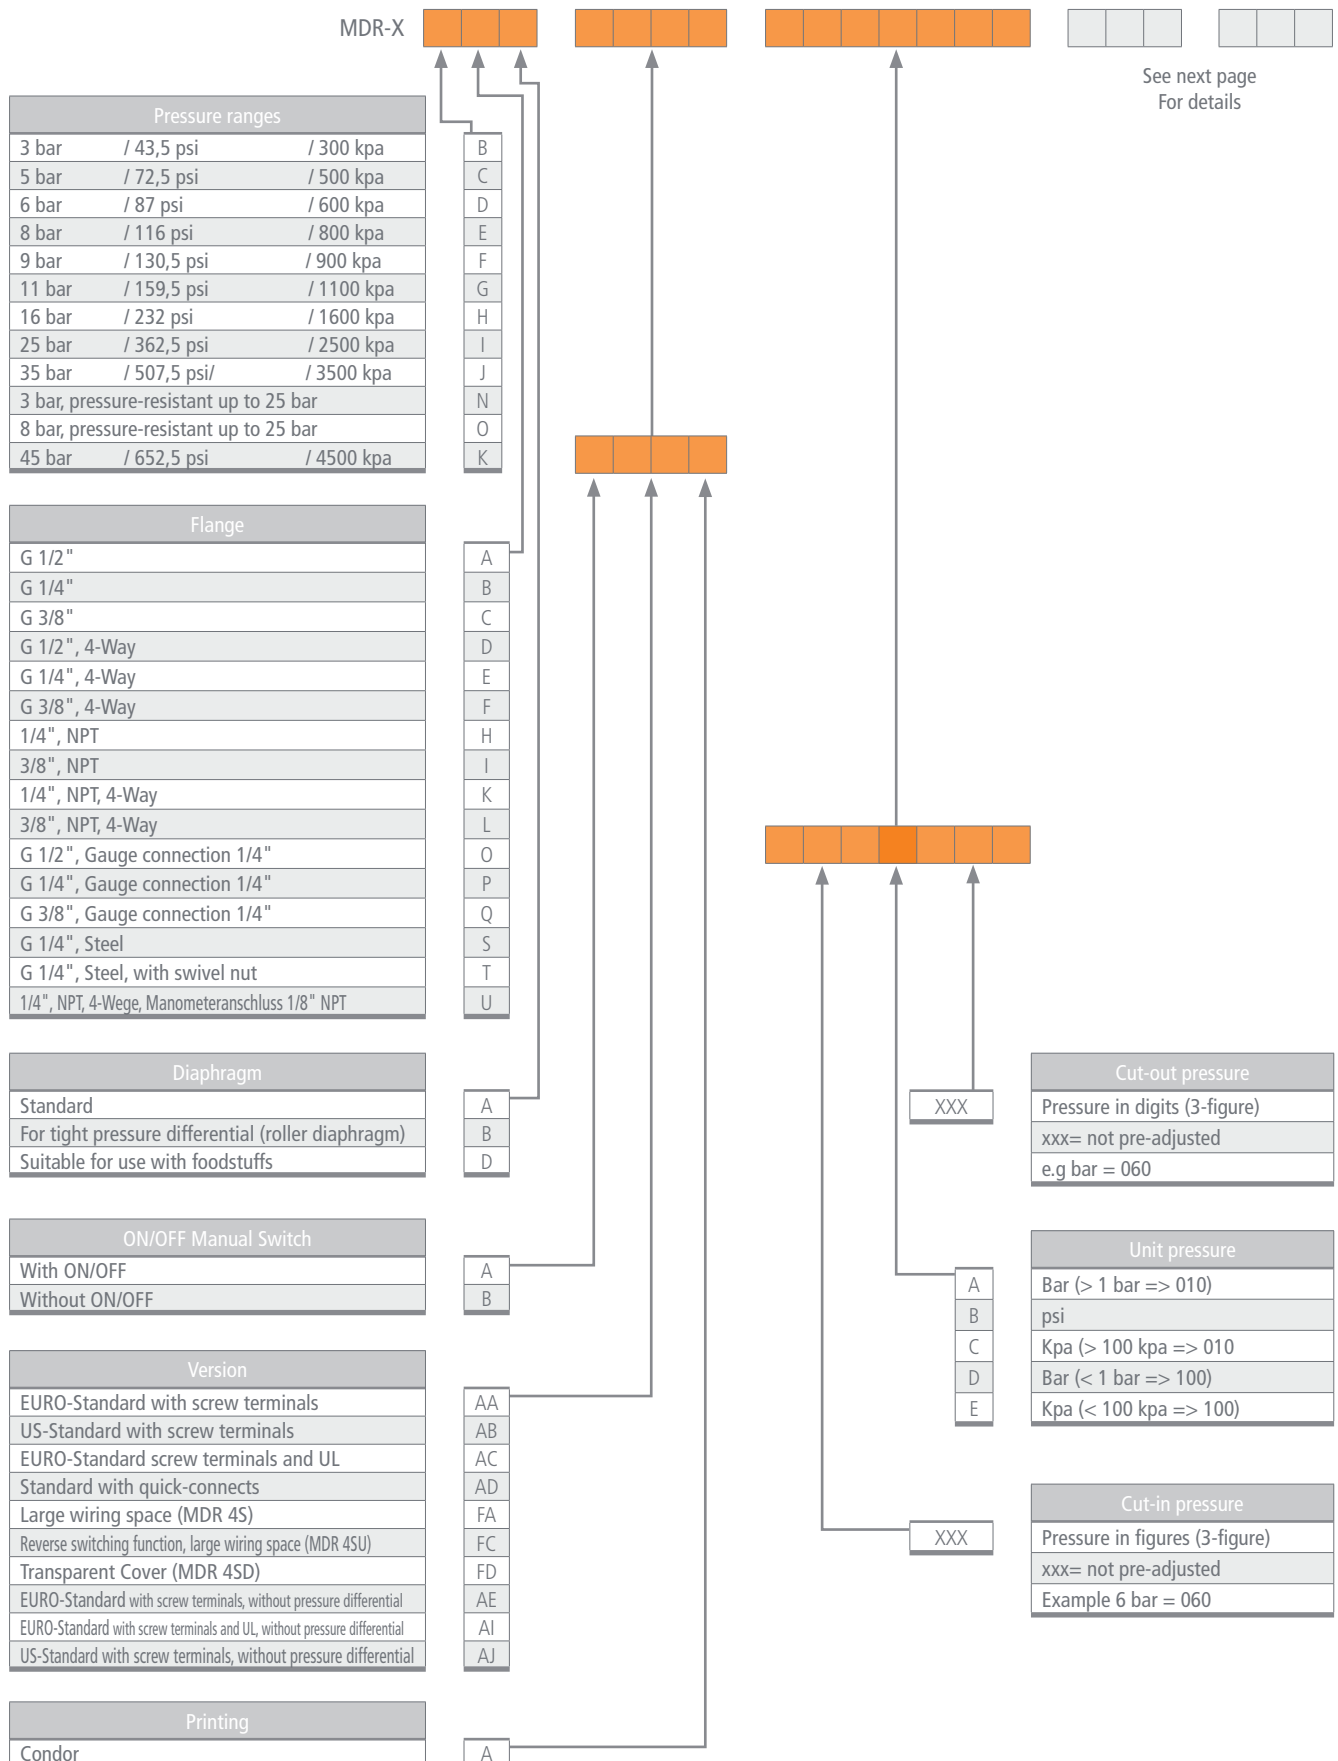 MDR-X
See next page
For details
Pressure ranges
3 bar / 43,5 psi / 300 kpa B
5 bar / 72,5 psi / 500 kpa C
6 bar / 87 psi / 600 kpa D
8 bar / 116 psi / 800 kpa E
9 bar / 130,5 psi / 900 kpa F
11 bar / 159,5 psi / 1100 kpa G
16 bar / 232 psi / 1600 kpa H
25 bar / 362,5 psi / 2500 kpa I
35 bar / 507,5 psi/ / 3500 kpa J
3 bar, pressure-resistant up to 25 bar N
8 bar, pressure-resistant up to 25 bar O
45 bar / 652,5 psi / 4500 kpa K
Flange
G 1/2" A
G 1/4" B
G 3/8" C
G 1/2", 4-Way D
G 1/4", 4-Way E
G 3/8", 4-Way F
1/4", NPT H
3/8", NPT I
1/4", NPT, 4-Way K
3/8", NPT, 4-Way L
G 1/2", Gauge connection 1/4" O
G 1/4", Gauge connection 1/4" P
G 3/8", Gauge connection 1/4" Q
G 1/4", Steel S
G 1/4", Steel, with swivel nut T
1/4", NPT, 4-Wege, Manometeranschluss 1/8" NPT U
Diaphragm
Standard A
For tight pressure differential (roller diaphragm) B
Suitable for use with foodstuffs D
ON/OFF Manual Switch
With ON/OFF A
Without ON/OFF B
Version
EURO-Standard with screw terminals AA
US-Standard with screw terminals AB
EURO-Standard screw terminals and UL AC
Standard with quick-connects AD
Large wiring space (MDR 4S) FA
Reverse switching function, large wiring space (MDR 4SU) FC
Transparent Cover (MDR 4SD) FD
EURO-Standard with screw terminals, without pressure differential AE
EURO-Standard with screw terminals and UL, without pressure differential AI
US-Standard with screw terminals, without pressure differential AJ
Printing
Condor A
Cut-out pressure
XXX Pressure in digits (3-figure)
xxx= not pre-adjusted
e.g bar = 060
Unit pressure
A Bar (> 1 bar => 010)
B psi
C Kpa (> 100 kpa => 010
D Bar (< 1 bar => 100)
E Kpa (< 100 kpa => 100)
Cut-in pressure
XXX Pressure in figures (3-figure)
xxx= not pre-adjusted
Example 6 bar = 060